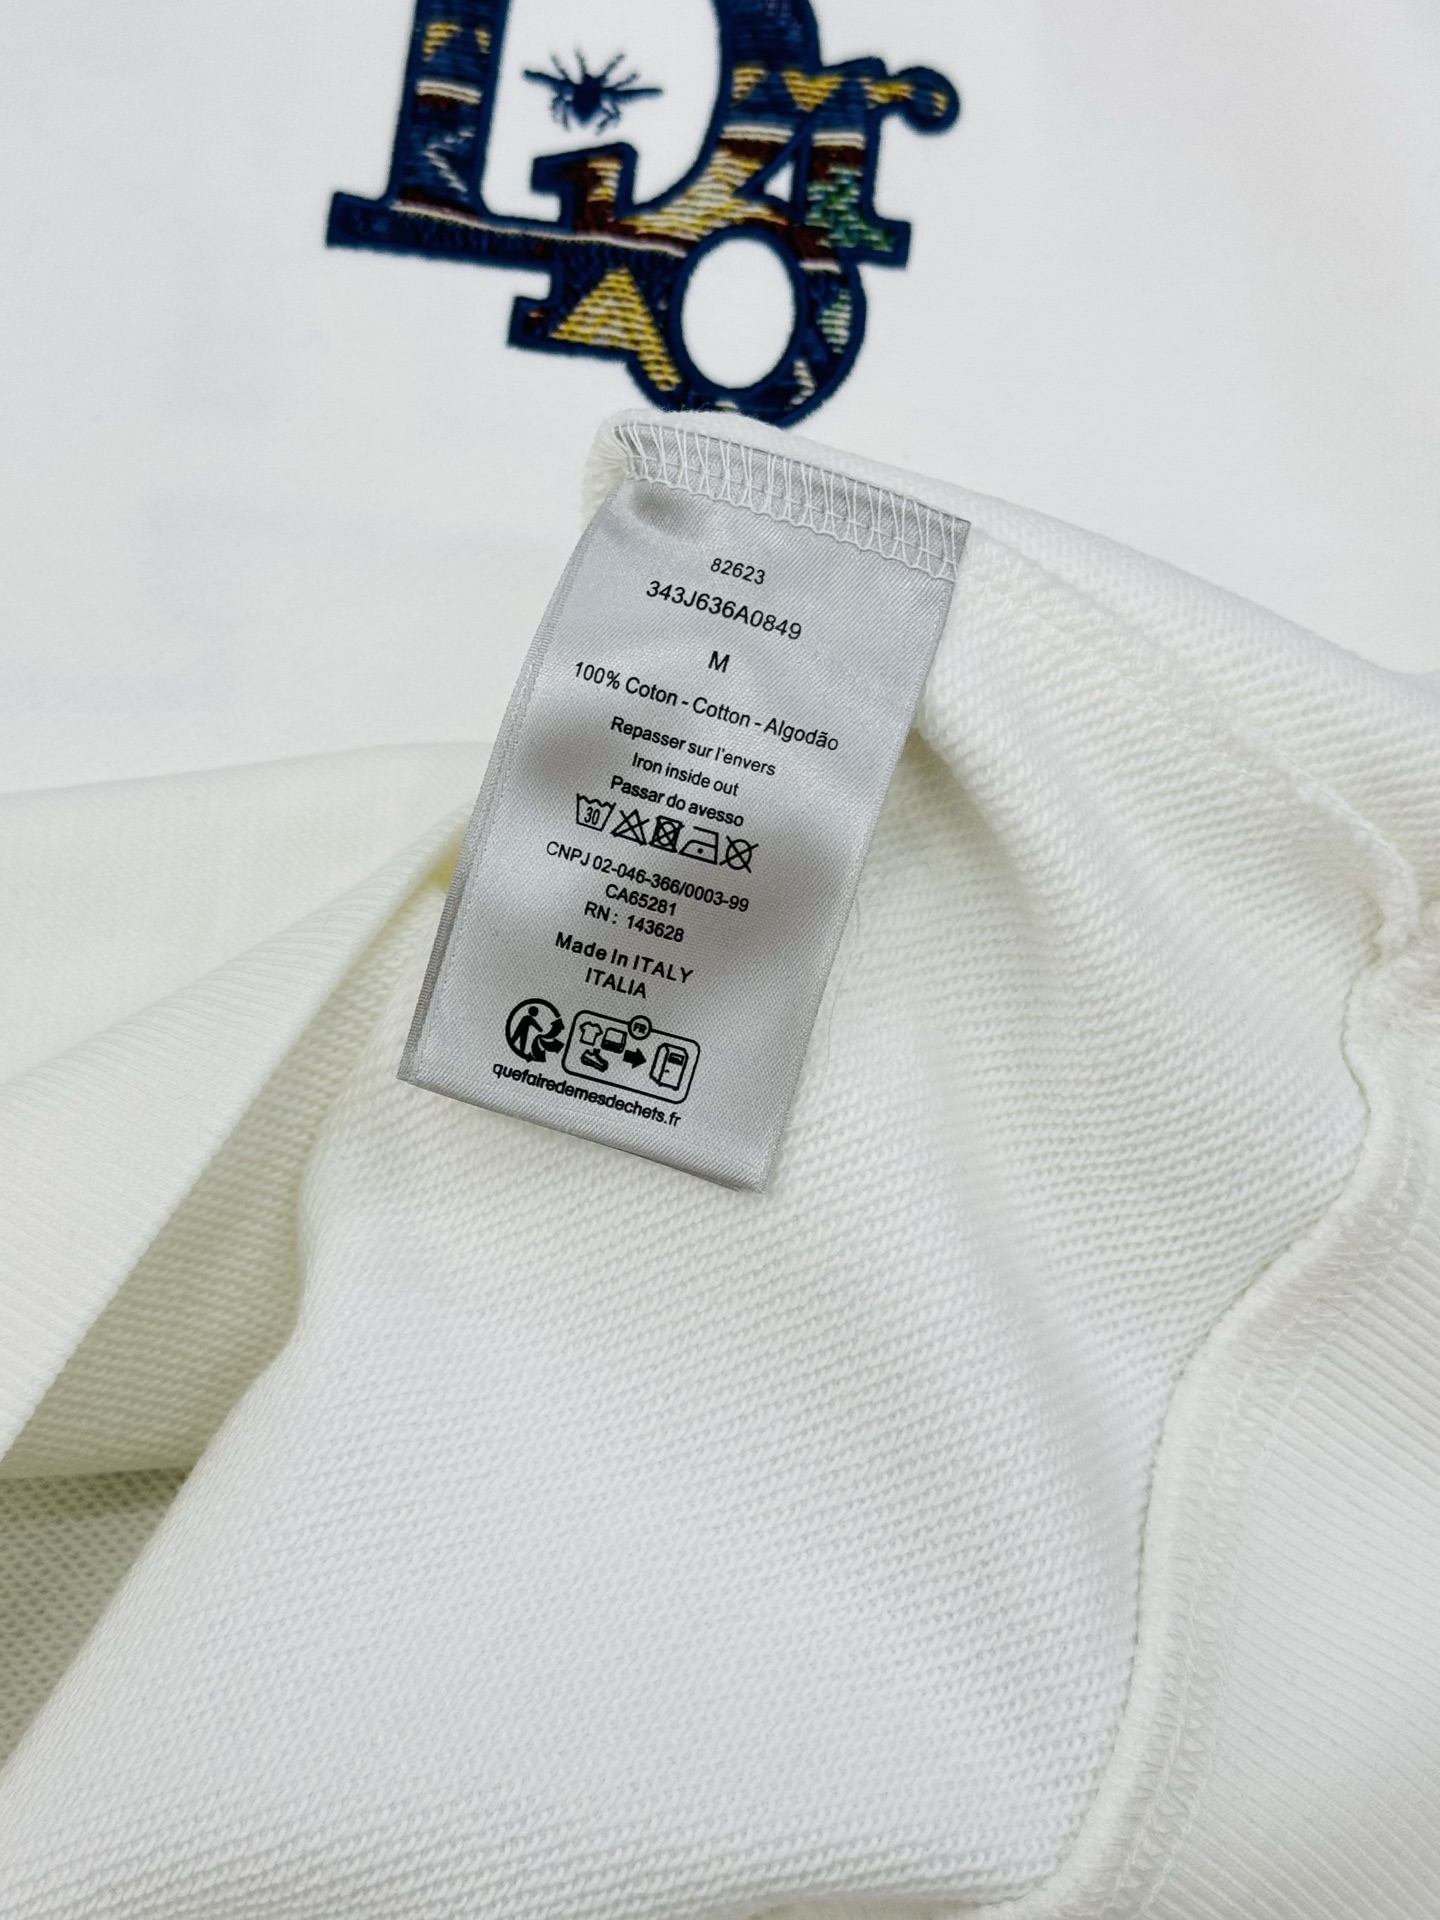 Dior
82623
343J636A0849
M
100% Coton - Cotton - Algodão
Repasser sur l'envers
Iron inside out
Passar do avesso
30
CNPJ 02-046-366/0003-99
CA65281
RN: 143628
Made In ITALY
ITALIA
FR
quefairedemesdechets.fr